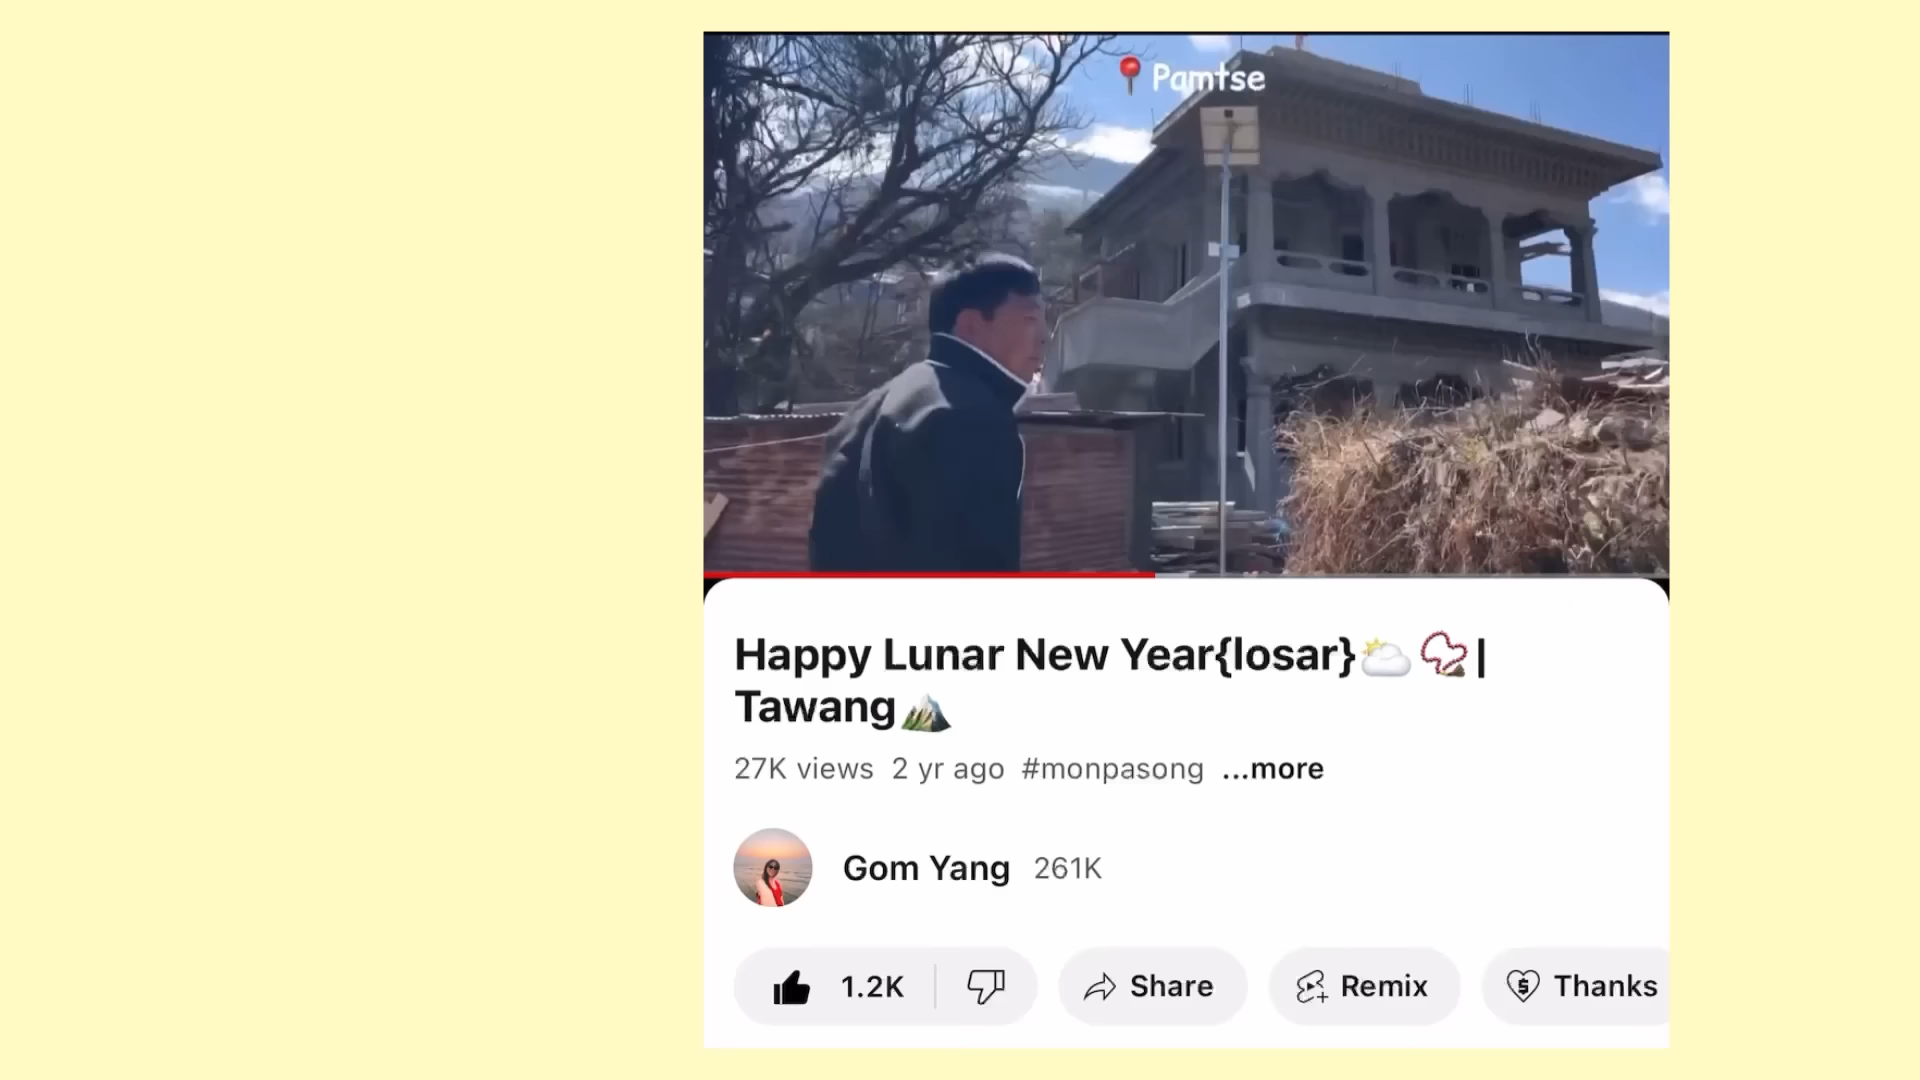 📍 Pamtse
Happy Lunar New Year{losar}🌥️📿|
Tawang⛰️
27K views 2 yr ago #monpasong ...more
Gom Yang 261K
1.2K Share Remix Thanks